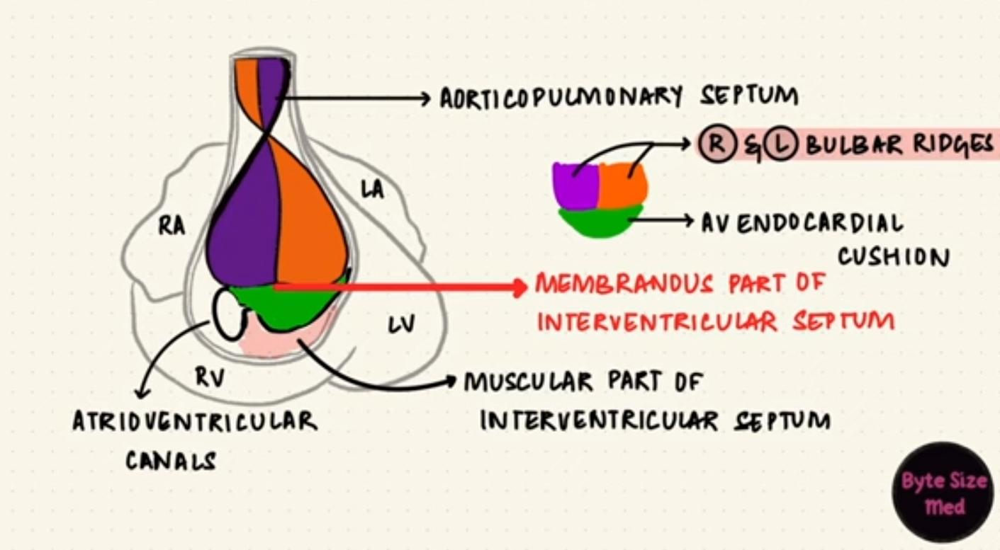 AORTICOPULMONARY SEPTUM
R & L BULBAR RIDGES
LA
RA
AV ENDOCARDIAL
CUSHION
MEMBRANOUS PART OF
INTERVENTRICULAR SEPTUM
LV
RV
MUSCULAR PART OF
INTERVENTRICULAR SEPTUM
ATRIOVENTRICULAR
CANALS
Byte Size
Med